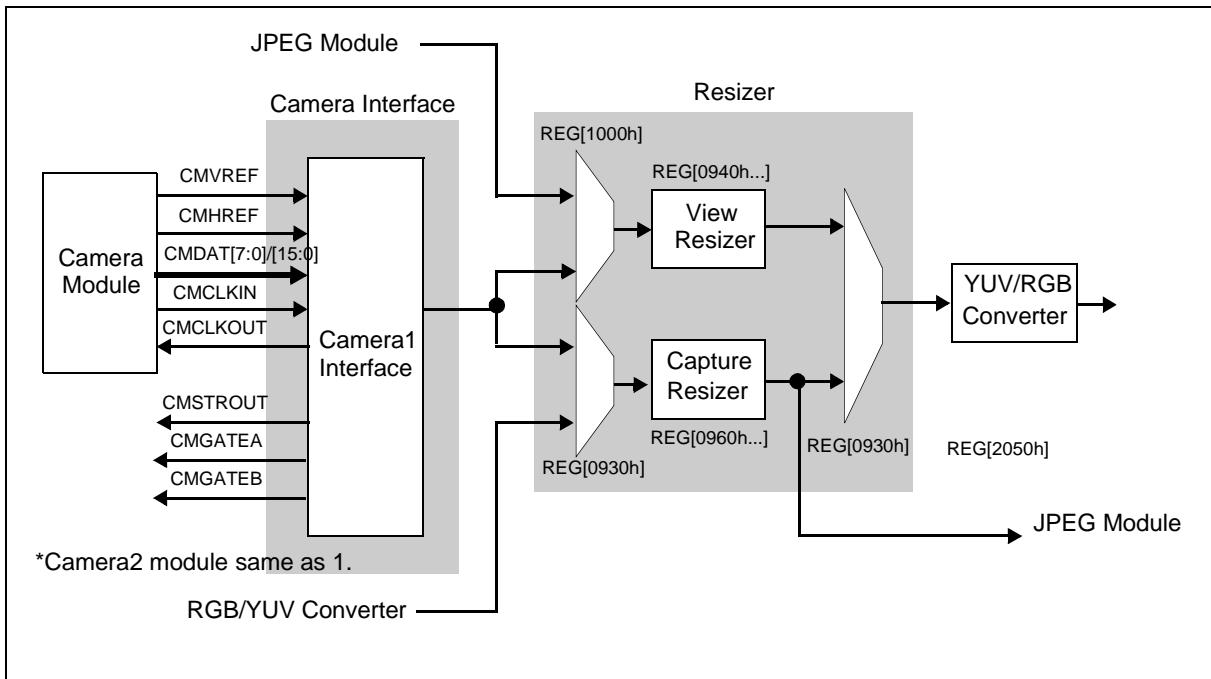 JPEG Module
Camera Interface
Resizer
REG[1000h]
REG[0940h...]
CMVREF
CMHREF
CMDAT[7:0]/[15:0]
CMCLKIN
CMCLKOUT
Camera
Module
Camera1
Interface
View
Resizer
YUV/RGB
Converter
Capture
Resizer
CMSTROUT
CMGATEA
CMGATEB
REG[0960h...]
REG[0930h]
REG[0930h]
REG[2050h]
JPEG Module
*Camera2 module same as 1.
RGB/YUV Converter